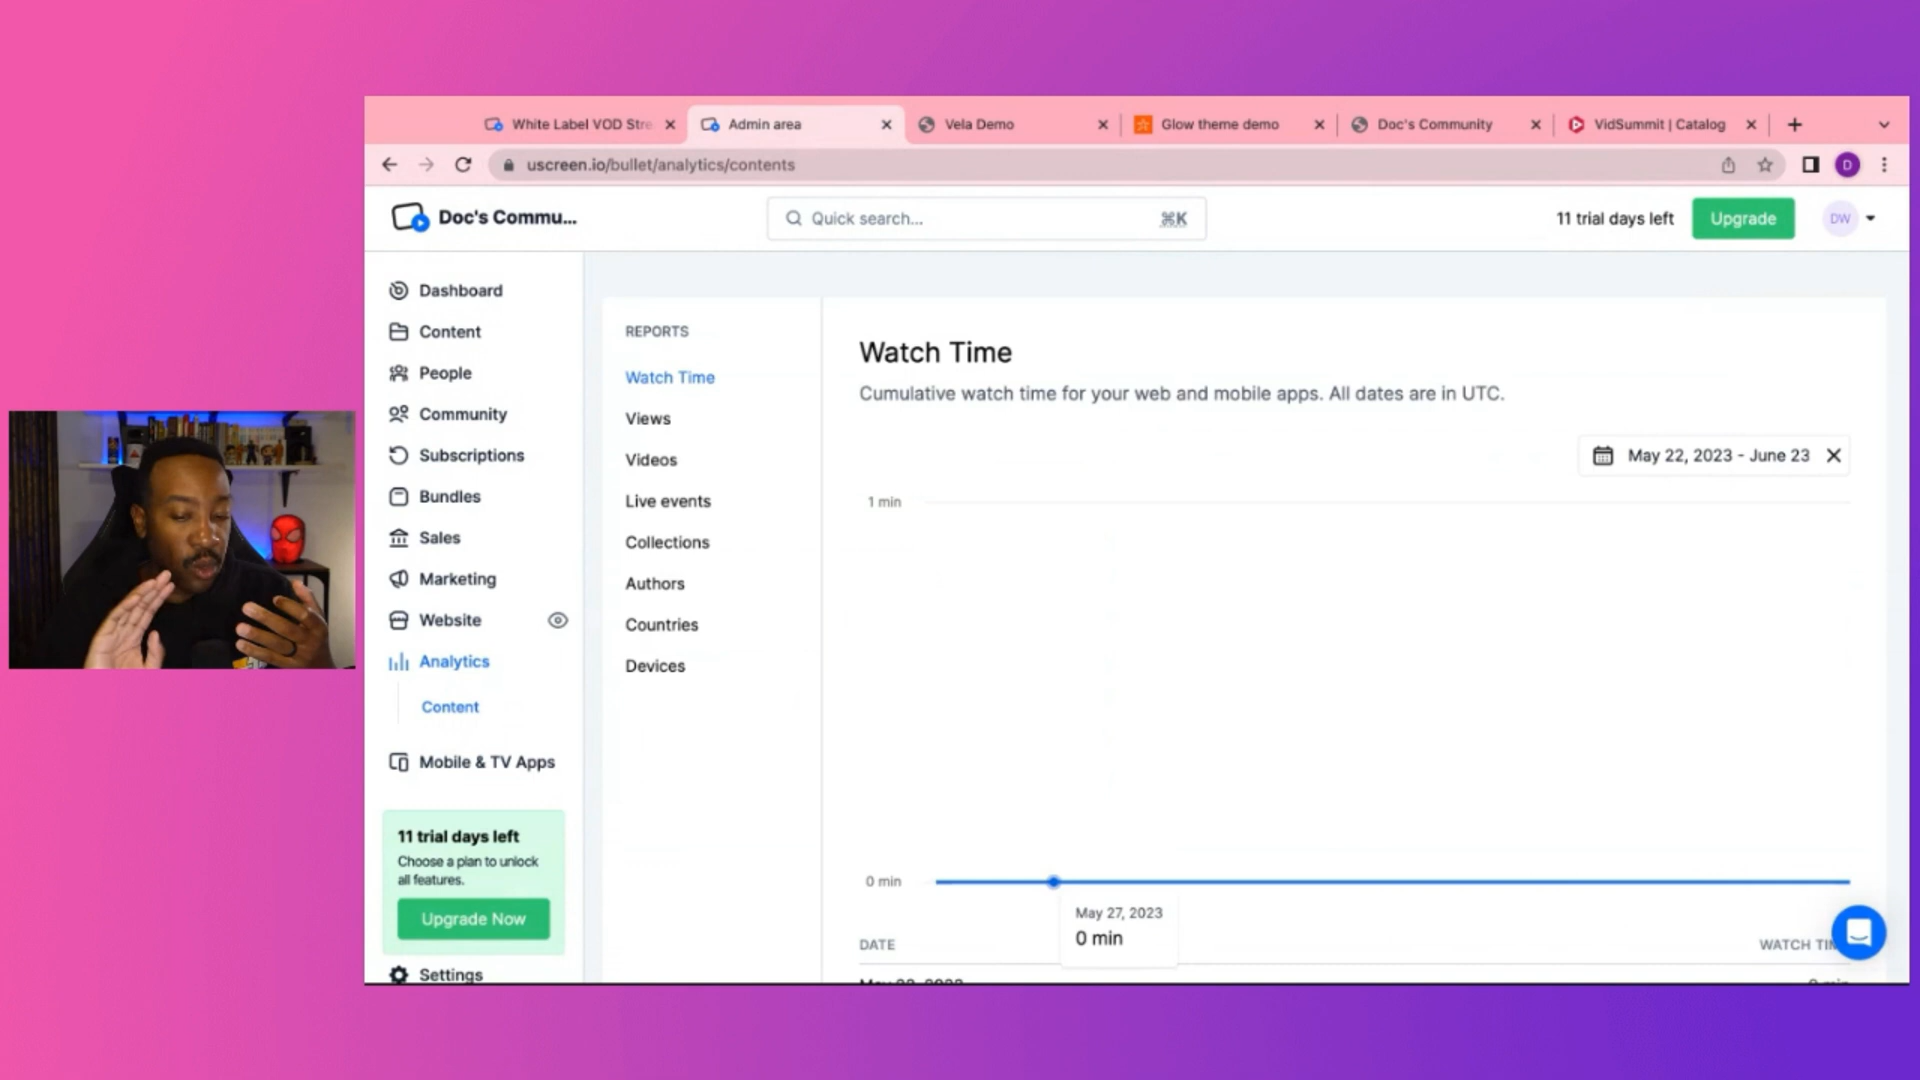 White Label VOD Stre
Admin area
Vela Demo
Glow theme demo
Doc's Community
VidSummit | Catalog
uscreen.io/bullet/analytics/contents
D
Doc's Commu...
Quick search...
⌘K
11 trial days left
Upgrade
DW
Dashboard
Content
People
Community
Subscriptions
Bundles
Sales
Marketing
Website
Analytics
Content
Mobile & TV Apps
11 trial days left
Choose a plan to unlock
all features.
Upgrade Now
Settings
REPORTS
Watch Time
Views
Videos
Live events
Collections
Authors
Countries
Devices
Watch Time
Cumulative watch time for your web and mobile apps. All dates are in UTC.
May 22, 2023 - June 23
1 min
0 min
May 27, 2023
0 min
DATE
WATCH TI